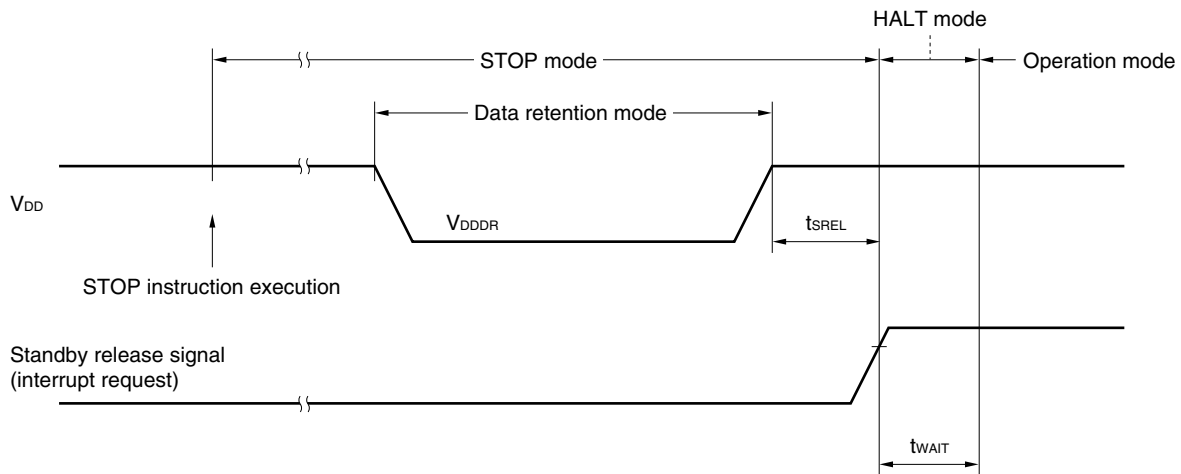 HALT mode
STOP mode
Operation mode
Data retention mode
VDD
VDDDR
tSREL
STOP instruction execution
Standby release signal
(interrupt request)
tWAIT